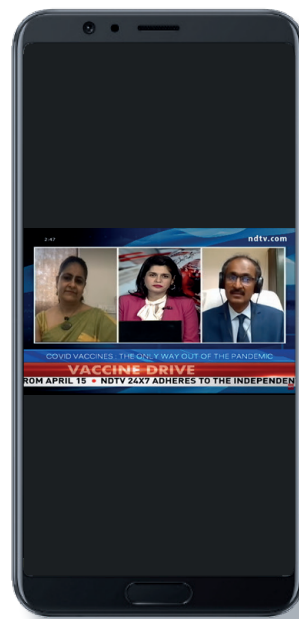 2:47
ndtv.com
COVID VACCINES : THE ONLY WAY OUT OF THE PANDEMIC
VACCINE DRIVE
ROM APRIL 15 • NDTV 24X7 ADHERES TO THE INDEPENDEN